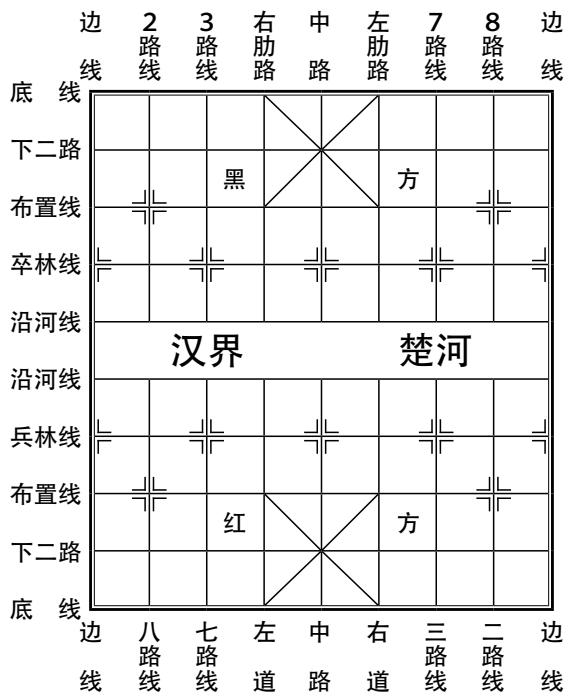 边线 2路线 3路线 右肋路 中路 左肋路 7路线 8路线 边线
底线
下二路
黑 方
布置线
卒林线
沿河线
汉界 楚河
沿河线
兵林线
布置线
红 方
下二路
底线
边线 八路线 七路线 左道 中路 右道 三路线 二路线 边线